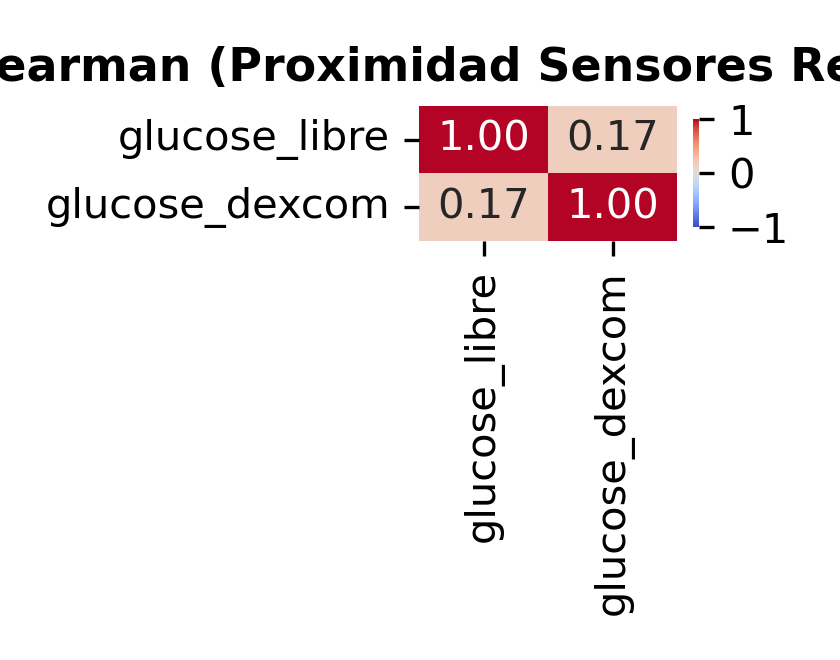 earman (Proximidad Sensores Re
glucose_libre 1.00 0.17 1
0
glucose_dexcom 0.17 1.00 −1
glucose_libre
glucose_dexcom